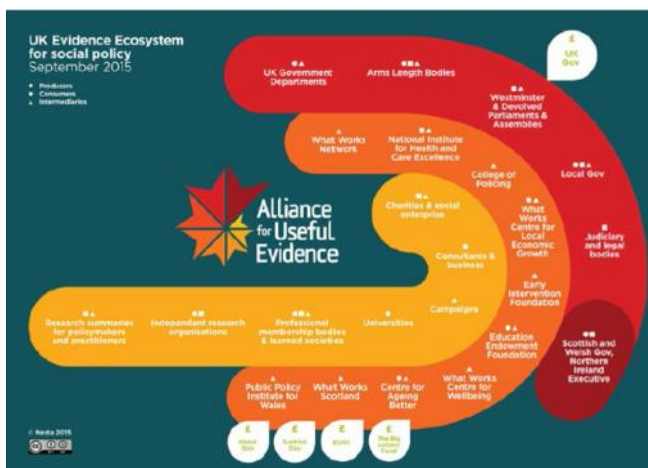 UK Evidence Ecosystem
for social policy
September 2015
Producers
Consumers
Intermediaries
£
UK
Gov
UK Government
Departments
Arms Length Bodies
Westminster
& Devolved
Parliaments &
Assemblies
Local Gov
Judiciary
and legal
bodies
Scottish and
Welsh Gov,
Northern
Ireland
Executive
What Works
Network
National Institute
for Health and
Care Excellence
College of
Policing
What
Works
Centre for
Local
Economic
Growth
Early
Intervention
Foundation
Education
Endowment
Foundation
What Works
Centre for
Wellbeing
Centre for
Ageing
Better
What Works
Scotland
Public Policy
Institute for
Wales
Charities & social
enterprise
Consultants &
business
Campaigns
Universities
Professional
membership bodies
& learned societies
Independant research
organisations
Research summaries
for policymakers
and practitioners
Alliance
for Useful
Evidence
£
Welsh
Gov
£
Scottish
Gov
£
ESRC
£
The Big
Lottery
Fund
© Nesta 2015